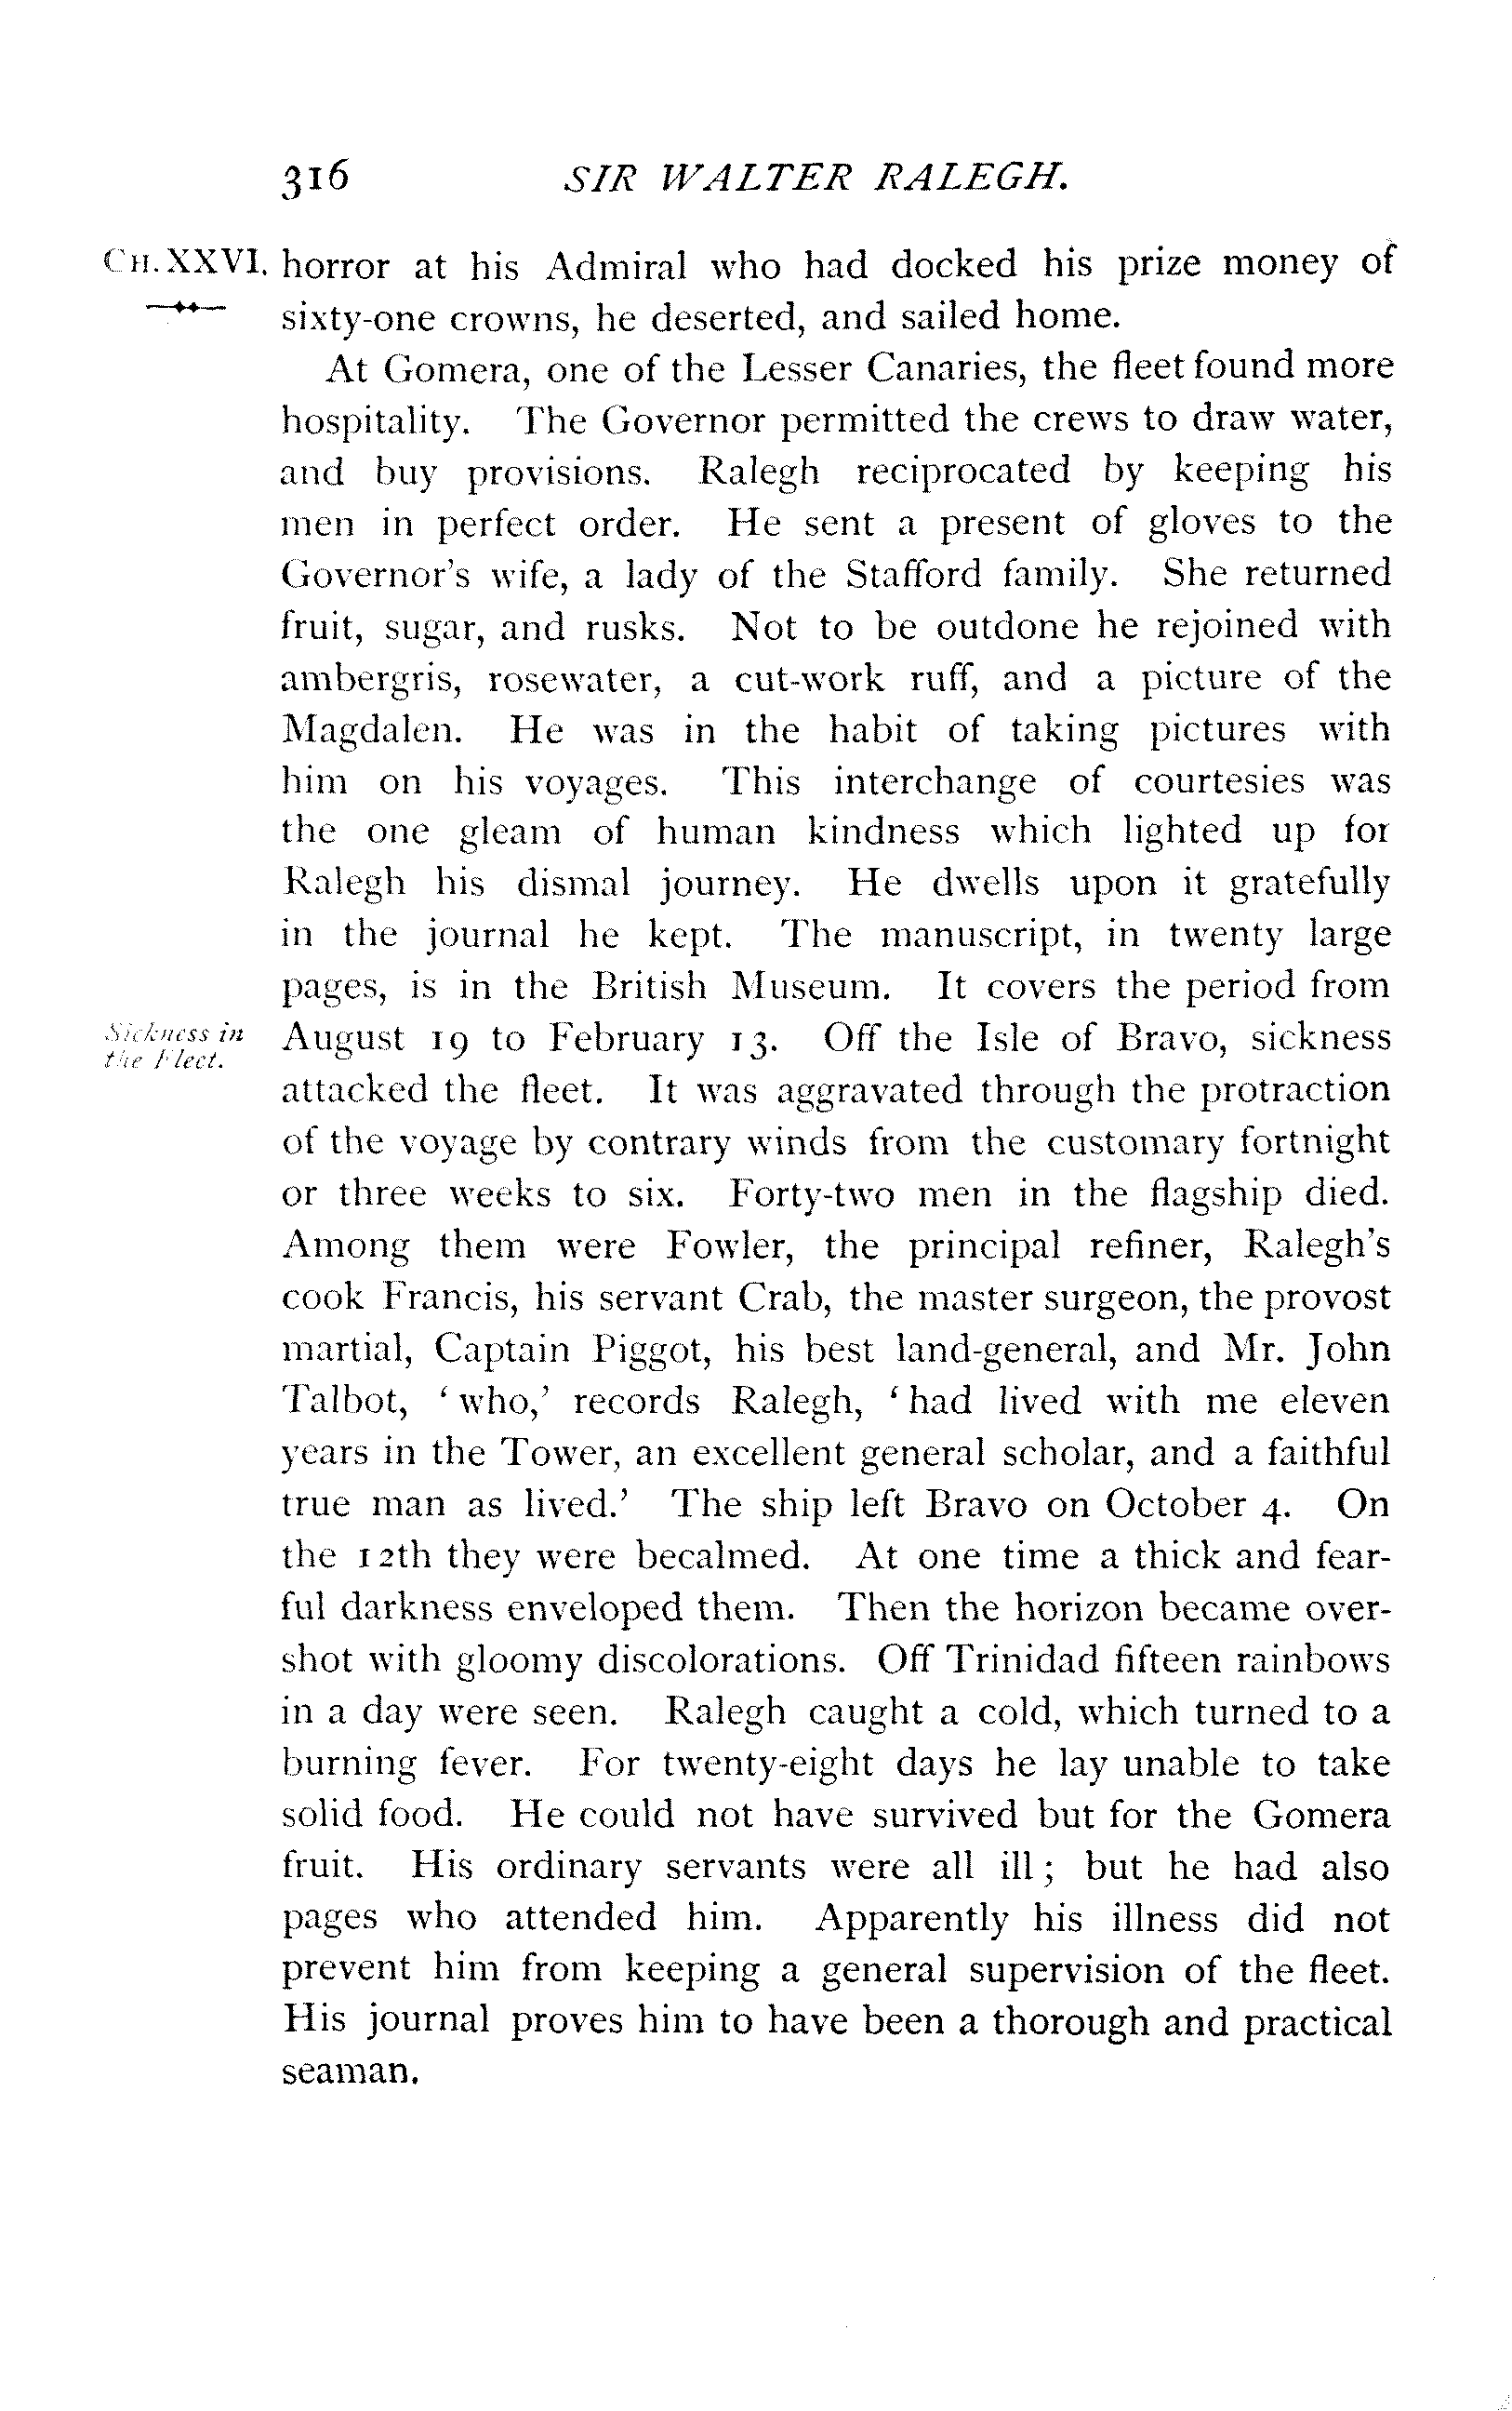 316 SIR WALTER RALEGH.
CH. XXVI. horror at his Admiral who had docked his prize money of
sixty-one crowns, he deserted, and sailed home.
At Gomera, one of the Lesser Canaries, the fleet found more
hospitality. The Governor permitted the crews to draw water,
and buy provisions. Ralegh reciprocated by keeping his
men in perfect order. He sent a present of gloves to the
Governor's wife, a lady of the Stafford family. She returned
fruit, sugar, and rusks. Not to be outdone he rejoined with
ambergris, rosewater, a cut-work ruff, and a picture of the
Magdalen. He was in the habit of taking pictures with
him on his voyages. This interchange of courtesies was
the one gleam of human kindness which lighted up for
Ralegh his dismal journey. He dwells upon it gratefully
in the journal he kept. The manuscript, in twenty large
pages, is in the British Museum. It covers the period from
Sickness in
the Fleet.
August 19 to February 13. Off the Isle of Bravo, sickness
attacked the fleet. It was aggravated through the protraction
of the voyage by contrary winds from the customary fortnight
or three weeks to six. Forty-two men in the flagship died.
Among them were Fowler, the principal refiner, Ralegh's
cook Francis, his servant Crab, the master surgeon, the provost
martial, Captain Piggot, his best land-general, and Mr. John
Talbot, 'who,' records Ralegh, 'had lived with me eleven
years in the Tower, an excellent general scholar, and a faithful
true man as lived.' The ship left Bravo on October 4. On
the 12th they were becalmed. At one time a thick and fear-
ful darkness enveloped them. Then the horizon became over-
shot with gloomy discolorations. Off Trinidad fifteen rainbows
in a day were seen. Ralegh caught a cold, which turned to a
burning fever. For twenty-eight days he lay unable to take
solid food. He could not have survived but for the Gomera
fruit. His ordinary servants were all ill; but he had also
pages who attended him. Apparently his illness did not
prevent him from keeping a general supervision of the fleet.
His journal proves him to have been a thorough and practical
seaman.